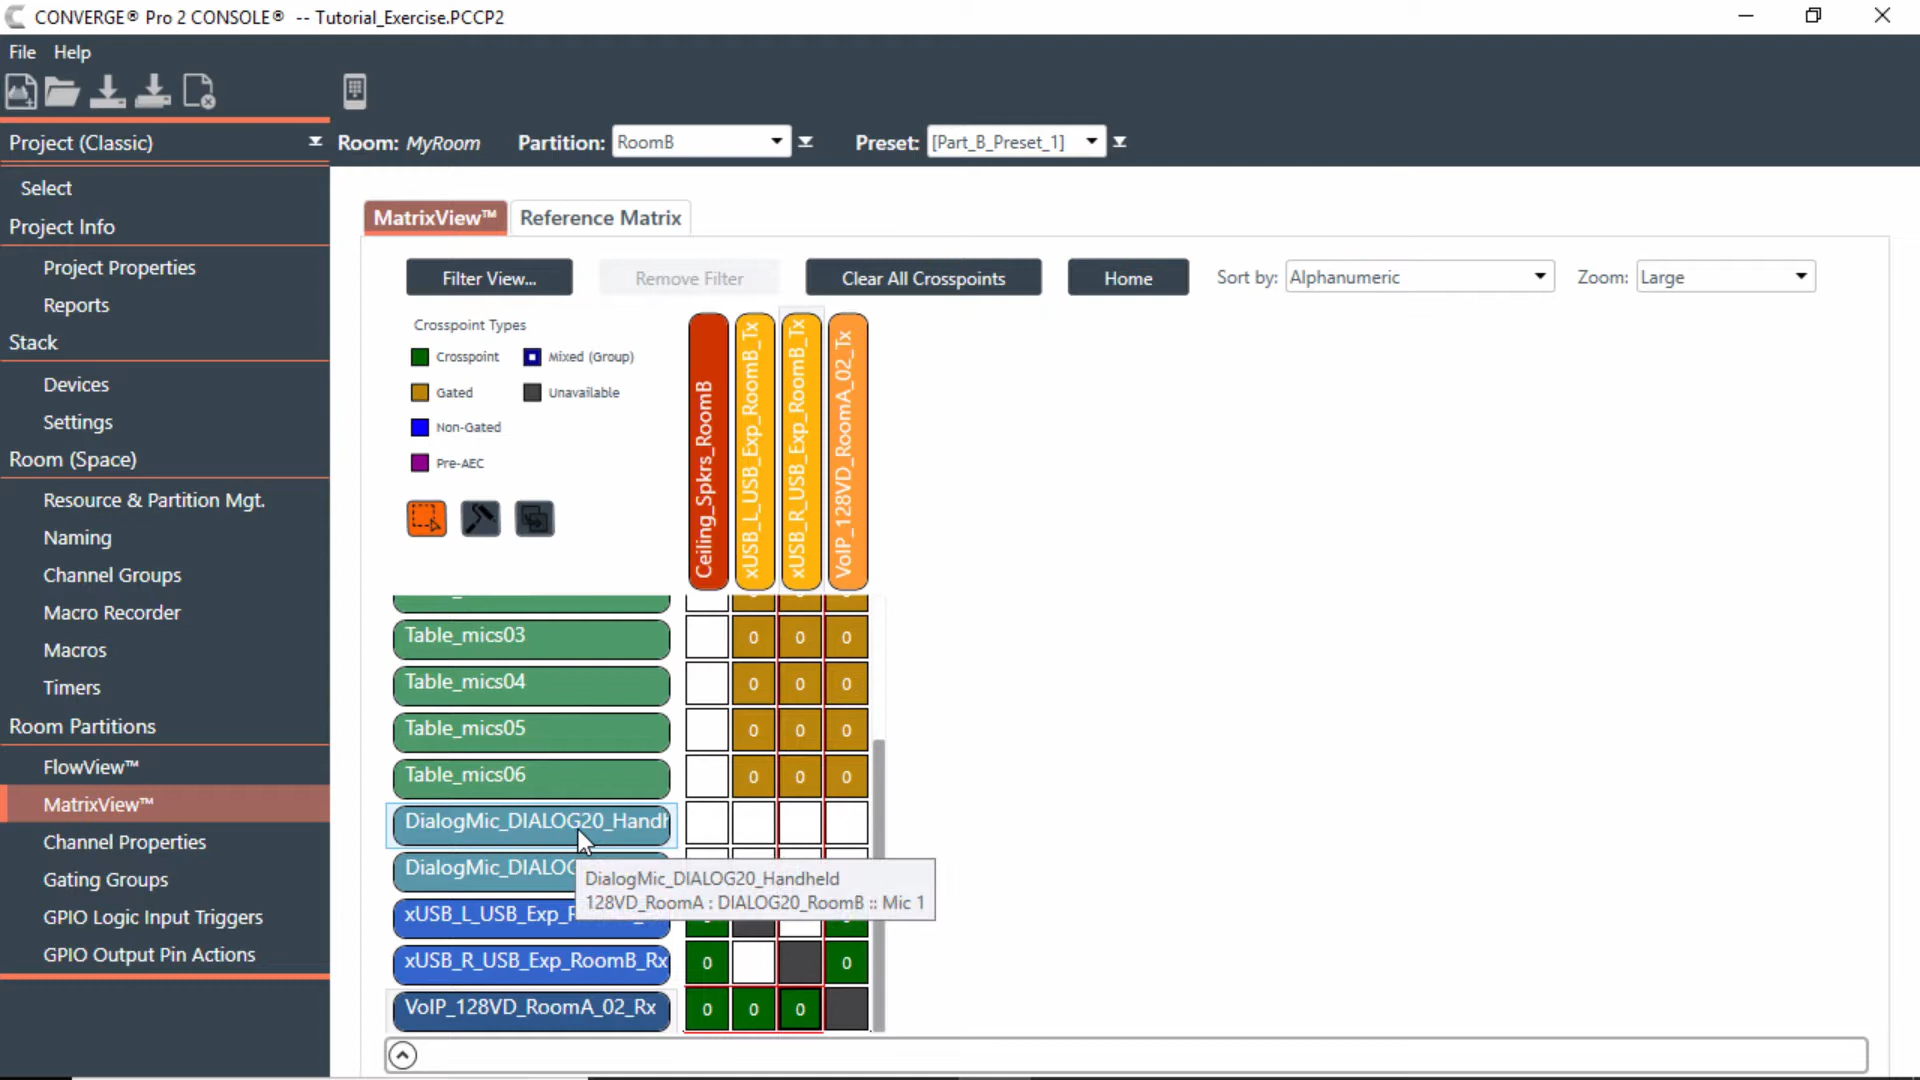 CONVERGE® Pro 2 CONSOLE® -- Tutorial_Exercise.PCCP2
File Help
Project (Classic)
Room: MyRoom Partition: RoomB Preset: [Part_B_Preset_1]
Select
Project Info
Project Properties
Reports
Stack
Devices
Settings
Room (Space)
Resource & Partition Mgt.
Naming
Channel Groups
Macro Recorder
Macros
Timers
Room Partitions
FlowView™
MatrixView™
Channel Properties
Gating Groups
GPIO Logic Input Triggers
GPIO Output Pin Actions
MatrixView™ Reference Matrix
Filter View... Remove Filter Clear All Crosspoints Home Sort by: Alphanumeric Zoom: Large
Crosspoint Types
Crosspoint Mixed (Group)
Gated Unavailable
Non-Gated
Pre-AEC
Ceiling_Spkrs_RoomB
xUSB_L_USB_Exp_RoomB_Tx
xUSB_R_USB_Exp_RoomB_Tx
VoIP_128VD_RoomA_02_Tx
Table_mics03 0 0 0
Table_mics04 0 0 0
Table_mics05 0 0 0
Table_mics06 0 0 0
DialogMic_DIALOG20_Handh
DialogMic_DIALOG
DialogMic_DIALOG20_Handheld
128VD_RoomA : DIALOG20_RoomB :: Mic 1
xUSB_L_USB_Exp_
xUSB_R_USB_Exp_RoomB_Rx 0 0
VoIP_128VD_RoomA_02_Rx 0 0 0